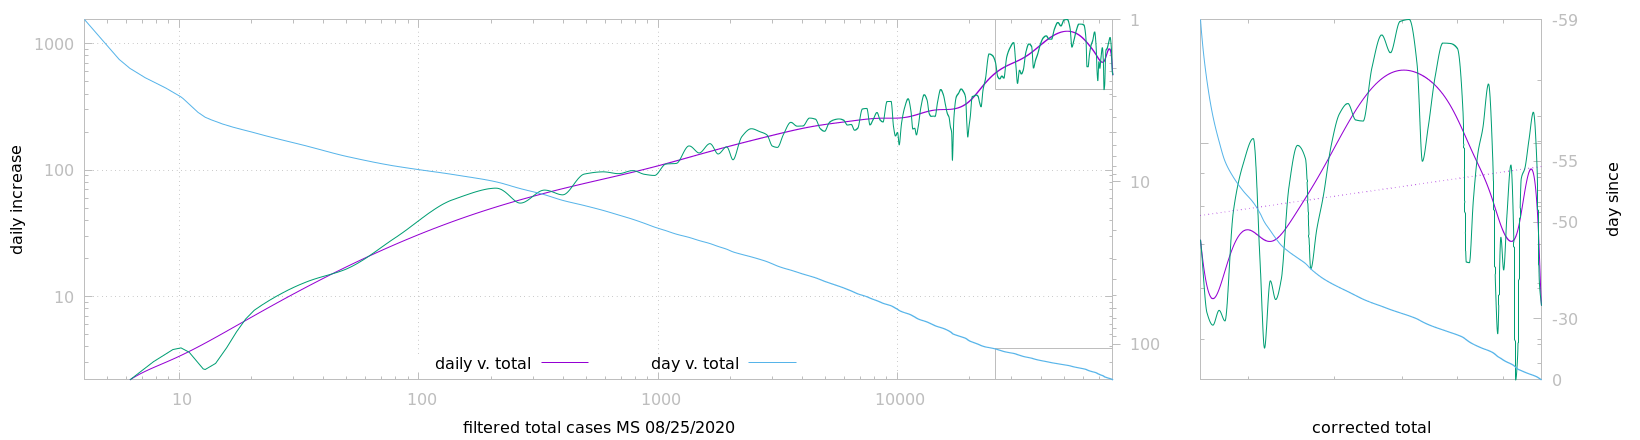 1000
100
10
daily increase
10
100
1000
10000
filtered total cases MS 08/25/2020
daily v. total
day v. total
1
10
100
-59
-55
-50
-30
0
day since
corrected total